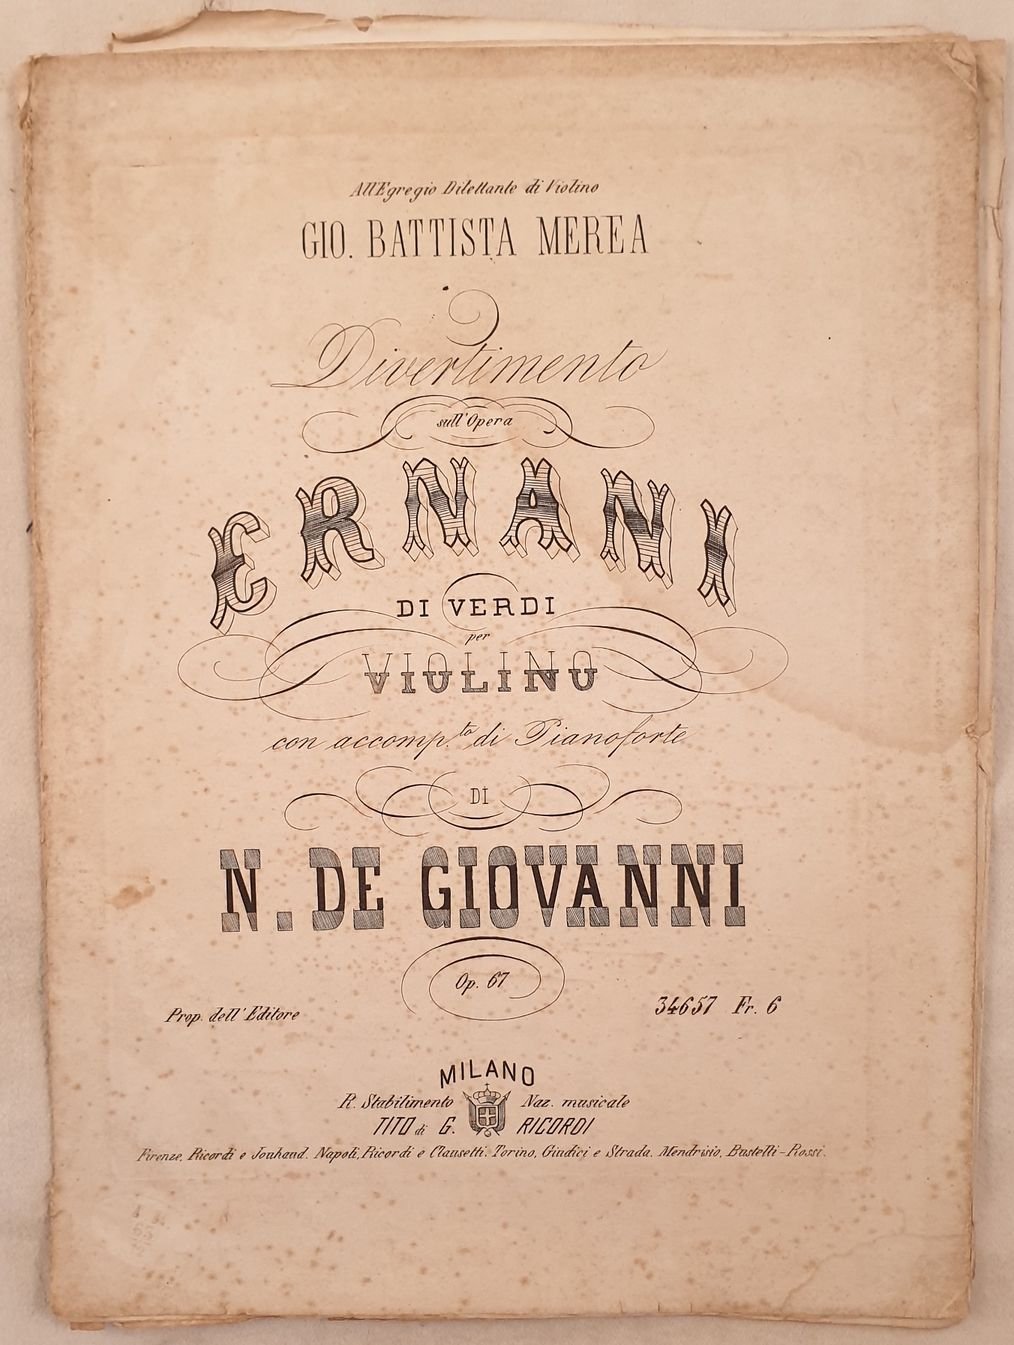 All'Egregio Dilettante di Violino
GIO. BATTISTA MEREA
Divertimento
sull'Opera
ERNANI
DI VERDI
per
VIOLINO
con accomp.to di Pianoforte
DI
N. DE GIOVANNI
Op. 67
Prop. dell'Editore
34657 Fr. 6
MILANO
R. Stabilimento Naz. musicale
TITO di G. RICORDI
Firenze, Ricordi e Jouhaud. Napoli, Ricordi e Clausetti. Torino, Giudici e Strada. Mendrisio, Bustelli-Rossi.